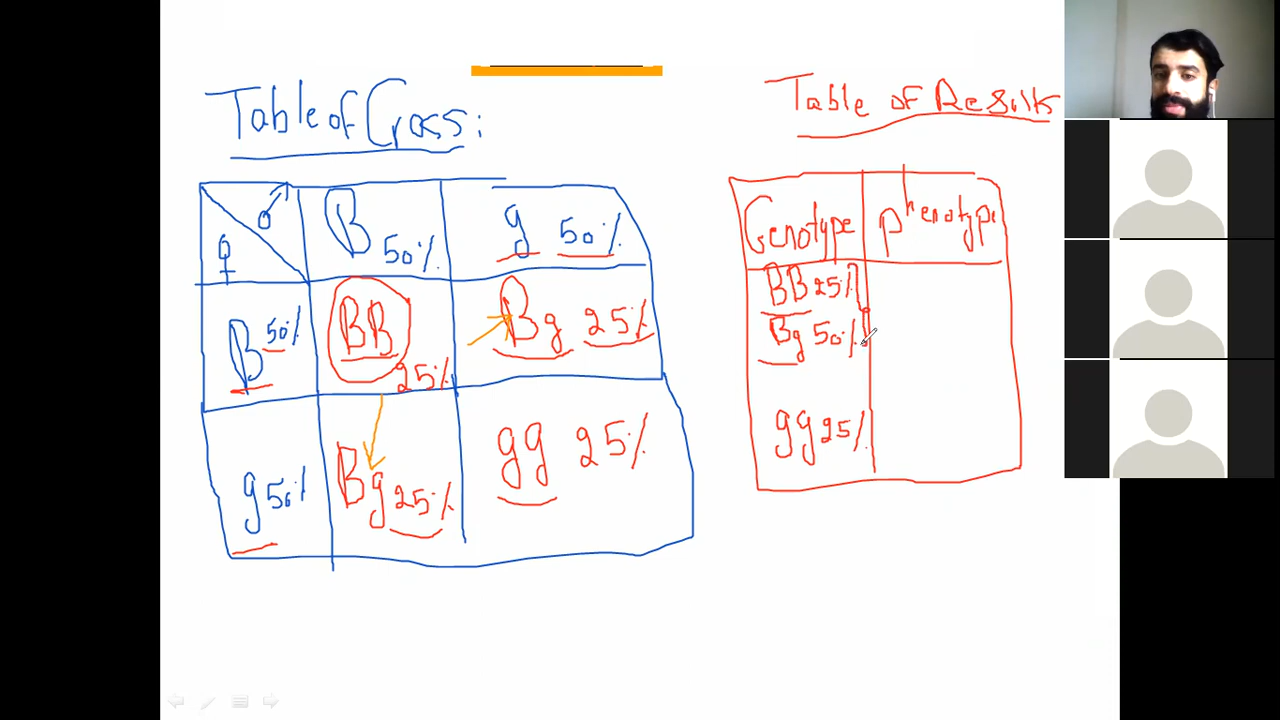 Table of Cross:
♂ B 50% g 50%
♀
B 50% BB 25% Bg 25%
g 50% Bg 25% gg 25%
Table of Results
Genotype phenotype
BB 25%
Bg 50%
gg 25%